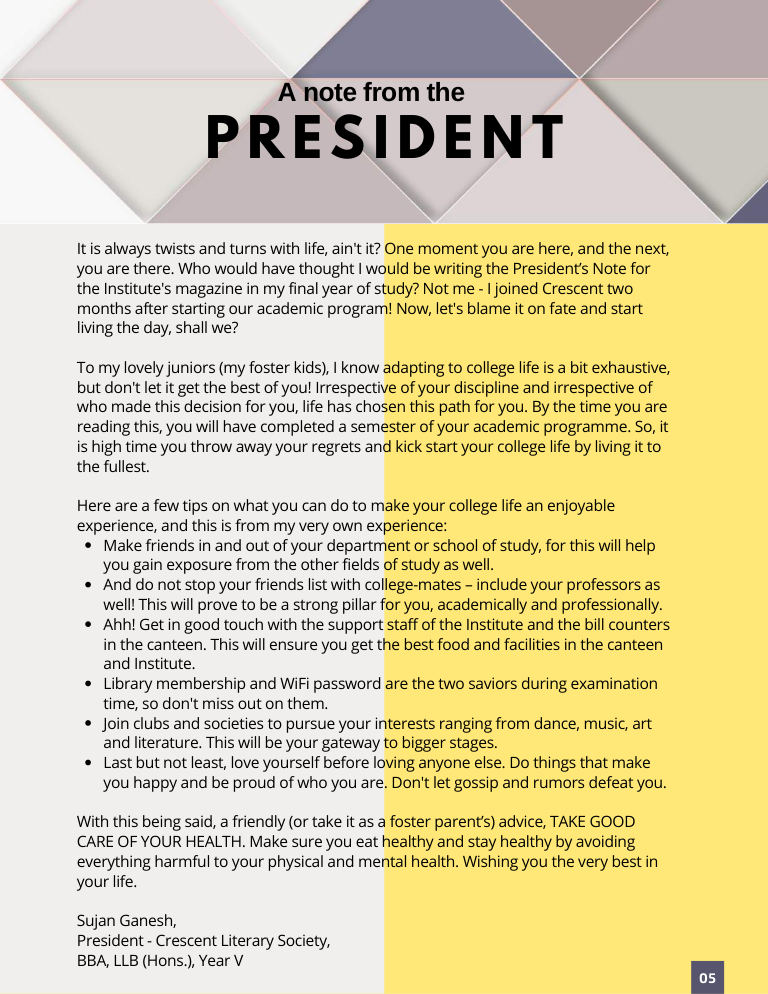 A note from the
PRESIDENT
It is always twists and turns with life, ain't it? One moment you are here, and the next,
you are there. Who would have thought I would be writing the President’s Note for
the Institute's magazine in my final year of study? Not me - I joined Crescent two
months after starting our academic program! Now, let's blame it on fate and start
living the day, shall we?
To my lovely juniors (my foster kids), I know adapting to college life is a bit exhaustive,
but don't let it get the best of you! Irrespective of your discipline and irrespective of
who made this decision for you, life has chosen this path for you. By the time you are
reading this, you will have completed a semester of your academic programme. So, it
is high time you throw away your regrets and kick start your college life by living it to
the fullest.
Here are a few tips on what you can do to make your college life an enjoyable
experience, and this is from my very own experience:
• Make friends in and out of your department or school of study, for this will help
you gain exposure from the other fields of study as well.
• And do not stop your friends list with college-mates – include your professors as
well! This will prove to be a strong pillar for you, academically and professionally.
• Ahh! Get in good touch with the support staff of the Institute and the bill counters
in the canteen. This will ensure you get the best food and facilities in the canteen
and Institute.
• Library membership and WiFi password are the two saviors during examination
time, so don't miss out on them.
• Join clubs and societies to pursue your interests ranging from dance, music, art
and literature. This will be your gateway to bigger stages.
• Last but not least, love yourself before loving anyone else. Do things that make
you happy and be proud of who you are. Don't let gossip and rumors defeat you.
With this being said, a friendly (or take it as a foster parent’s) advice, TAKE GOOD
CARE OF YOUR HEALTH. Make sure you eat healthy and stay healthy by avoiding
everything harmful to your physical and mental health. Wishing you the very best in
your life.
Sujan Ganesh,
President - Crescent Literary Society,
BBA, LLB (Hons.), Year V
05